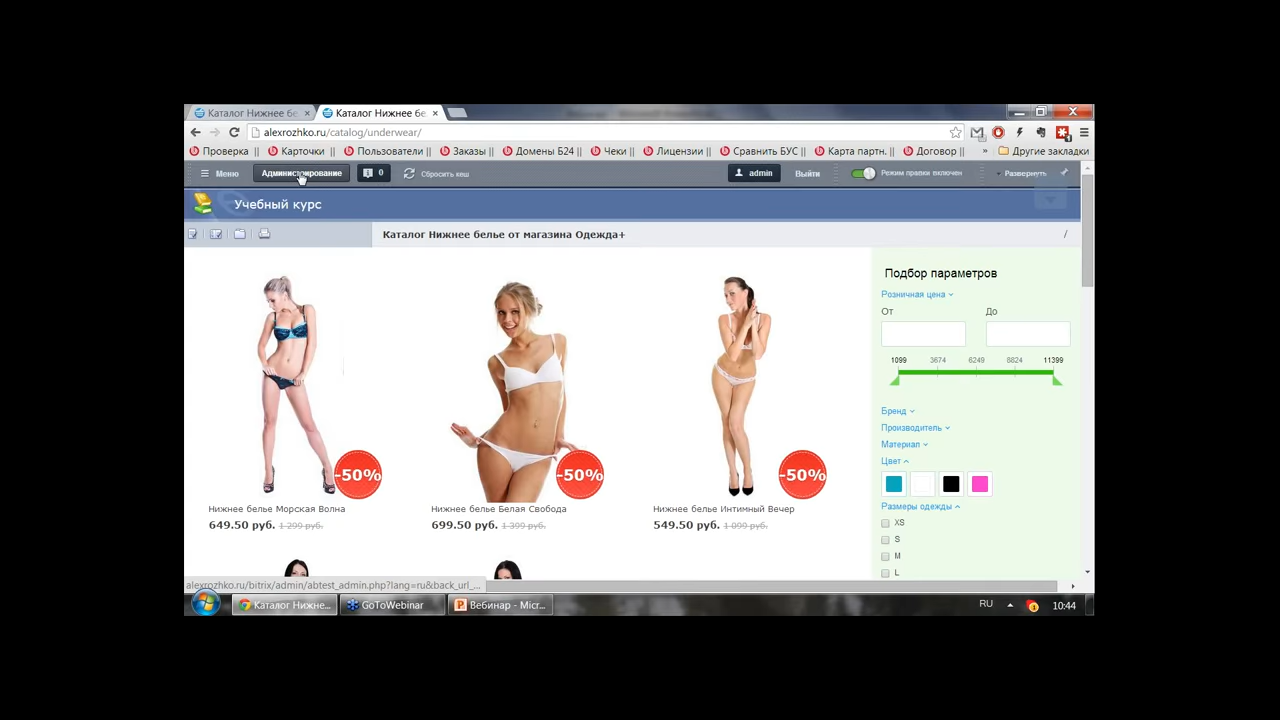 Каталог Нижнее бе × Каталог Нижнее бе ×
alexrozhko.ru/catalog/underwear/
Проверка || Карточки || Пользователи || Заказы || Домены Б24 || Чеки || Лицензии || Сравнить БУС || Карта партн. || Договор || » Другие закладки
Меню Администрирование 0 Сбросить кеш admin Выйти Режим правки включен Развернуть
Учебный курс
Каталог Нижнее белье от магазина Одежда+ /
Подбор параметров
Розничная цена
От До
1099 3674 6249 8824 11399
Бренд
Производитель
Материал
Цвет
-50% -50% -50%
Нижнее белье Морская Волна Нижнее белье Белая Свобода Нижнее белье Интимный Вечер
649.50 руб. 1 299 руб. 699.50 руб. 1 399 руб. 549.50 руб. 1 099 руб.
Размеры одежды
XS
S
M
L
alexrozhko.ru/bitrix/admin/abtest_admin.php?lang=ru&back_url_...
Каталог Нижне... GoToWebinar Вебинар - Micr... RU 10:44